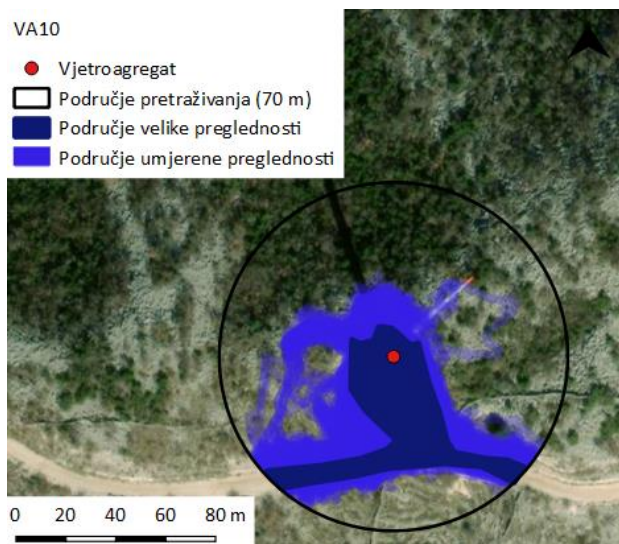 VA10
Vjetroagregat
Područje pretraživanja (70 m)
Područje velike preglednosti
Područje umjerene preglednosti
0 20 40 60 80 m